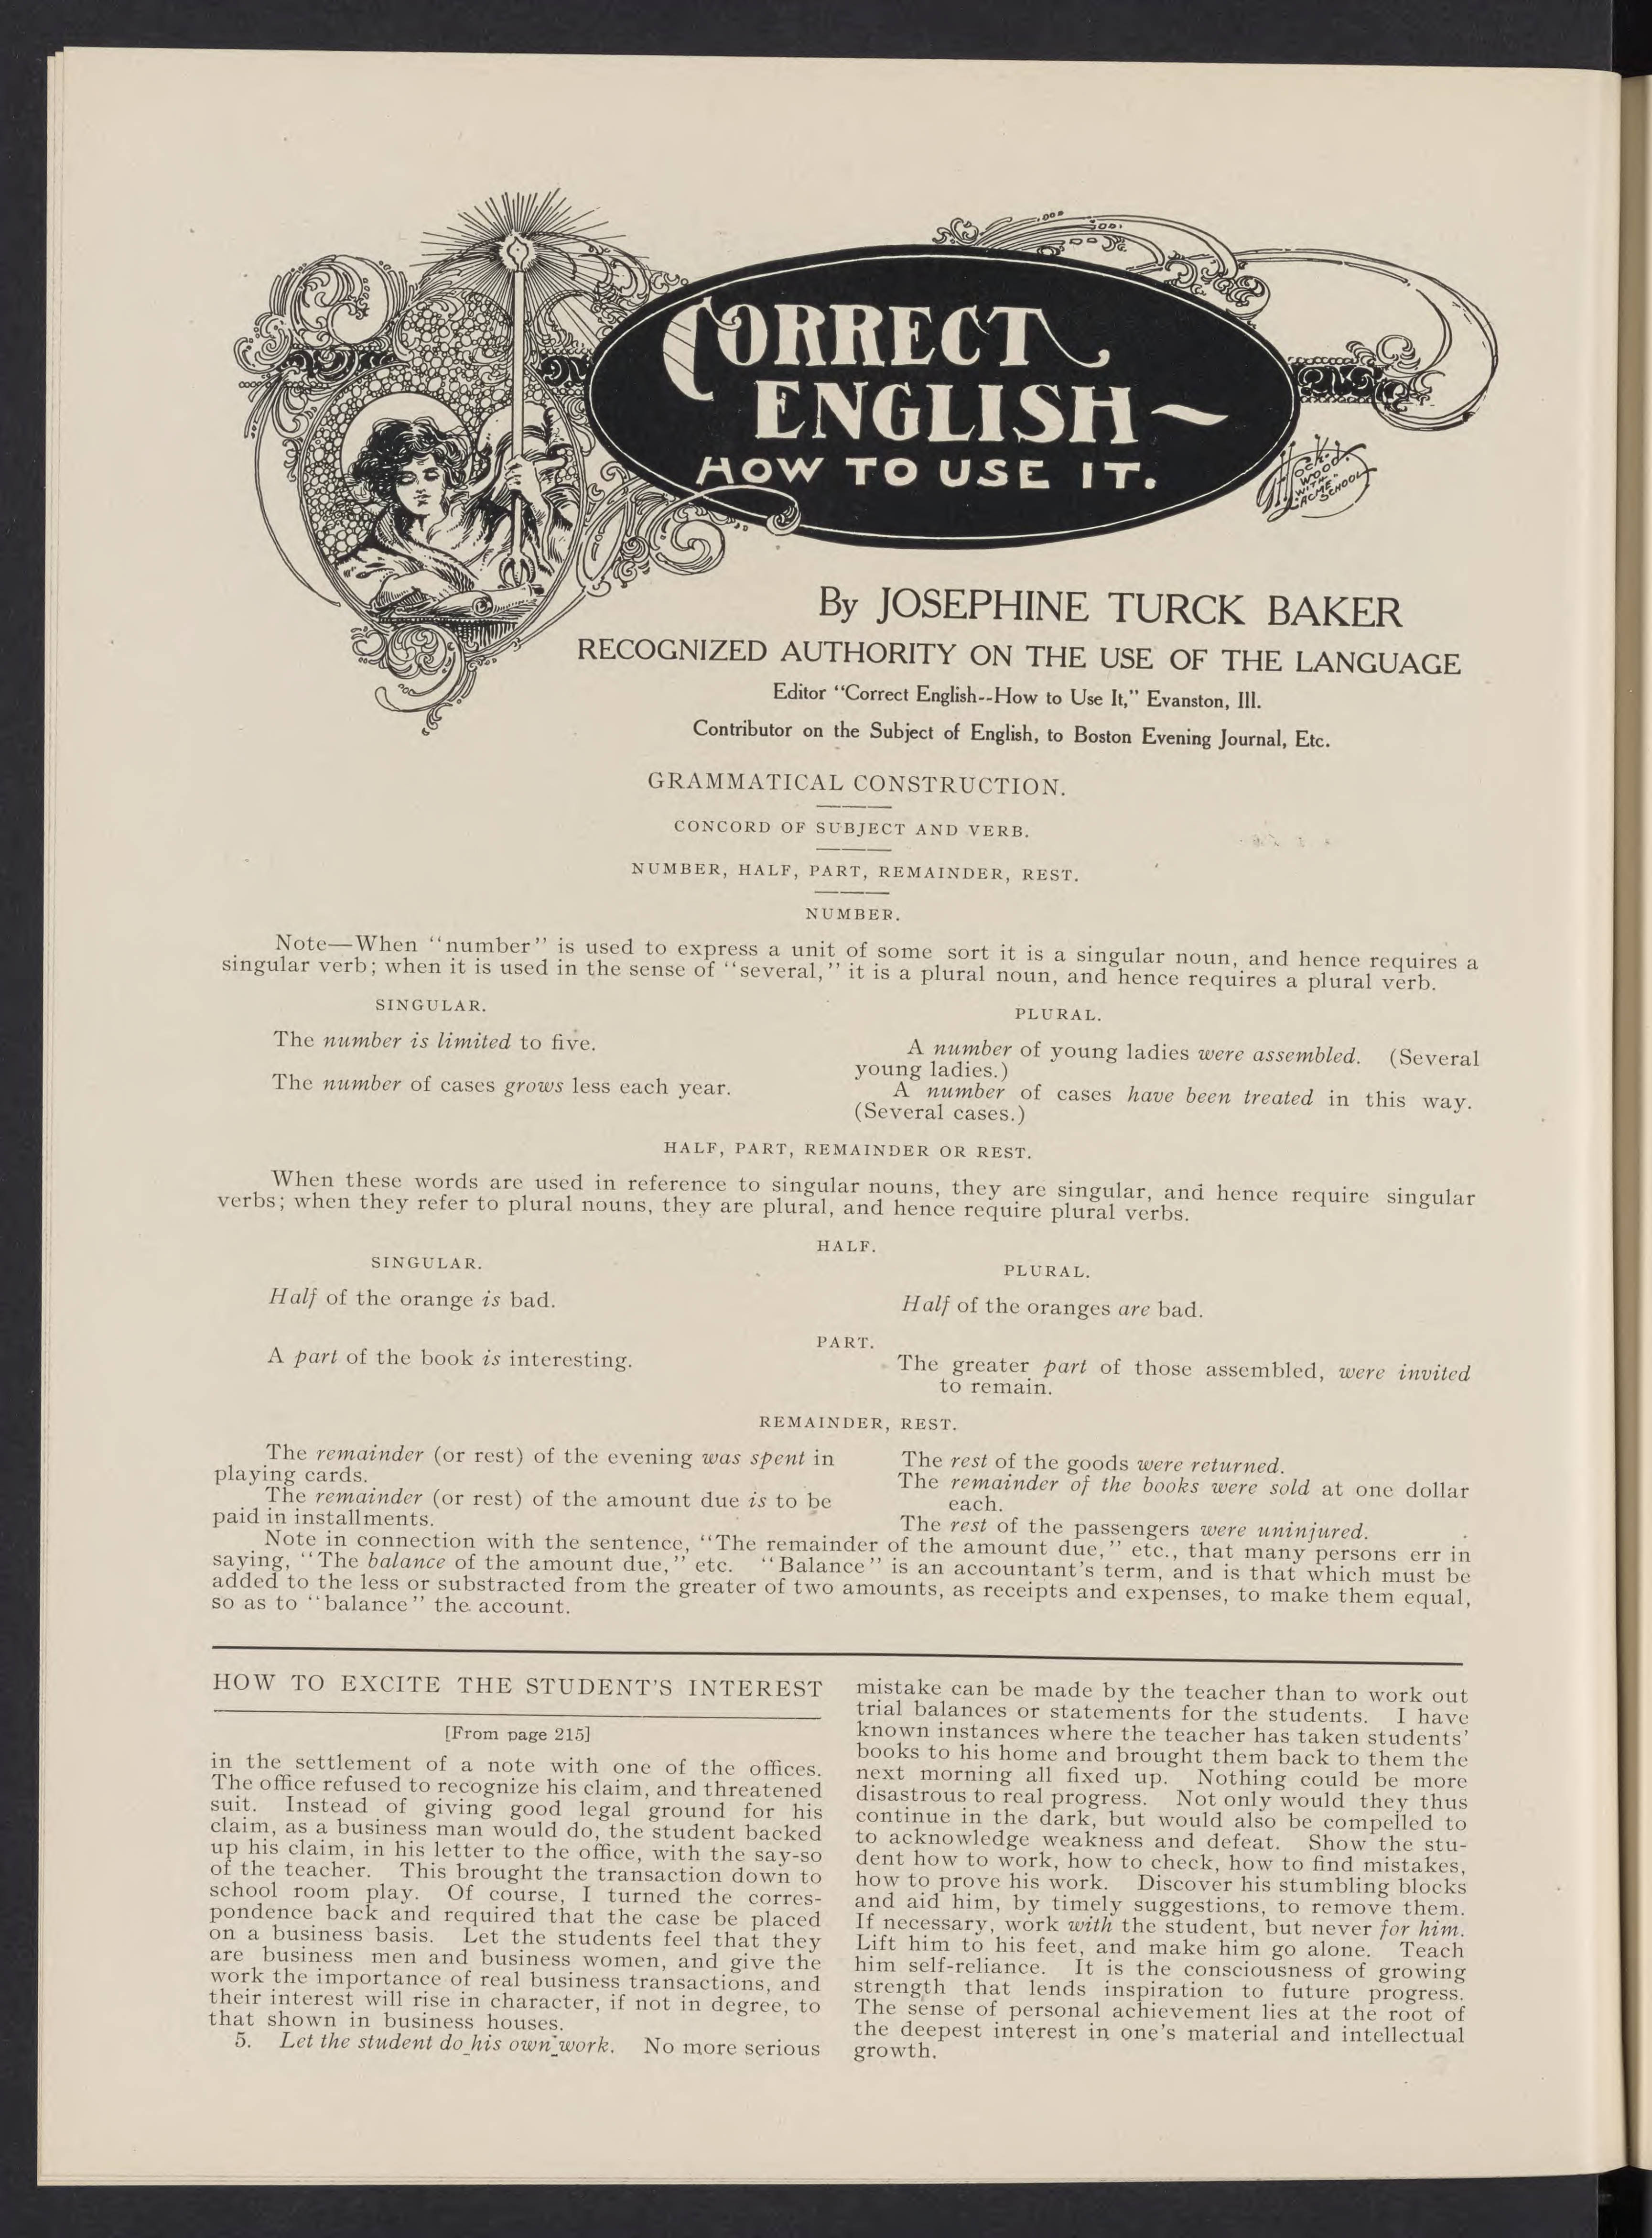 CORRECT
ENGLISH
HOW TO USE IT.
HOCK.
WOOD.
WITH
"ACME"
SCHOOL
By JOSEPHINE TURCK BAKER
RECOGNIZED AUTHORITY ON THE USE OF THE LANGUAGE
Editor "Correct English--How to Use It," Evanston, Ill.
Contributor on the Subject of English, to Boston Evening Journal, Etc.
GRAMMATICAL CONSTRUCTION.
CONCORD OF SUBJECT AND VERB.
NUMBER, HALF, PART, REMAINDER, REST.
NUMBER.
Note—When "number" is used to express a unit of some sort it is a singular noun, and hence requires a
singular verb; when it is used in the sense of "several," it is a plural noun, and hence requires a plural verb.
SINGULAR.
The number is limited to five.
The number of cases grows less each year.
PLURAL.
A number of young ladies were assembled. (Several
young ladies.)
A number of cases have been treated in this way.
(Several cases.)
HALF, PART, REMAINDER OR REST.
When these words are used in reference to singular nouns, they are singular, and hence require singular
verbs; when they refer to plural nouns, they are plural, and hence require plural verbs.
HALF.
SINGULAR.
PLURAL.
Half of the orange is bad.
Half of the oranges are bad.
PART.
A part of the book is interesting.
The greater part of those assembled, were invited
to remain.
REMAINDER, REST.
The remainder (or rest) of the evening was spent in
playing cards.
The remainder (or rest) of the amount due is to be
paid in installments.
The rest of the goods were returned.
The remainder of the books were sold at one dollar
each.
The rest of the passengers were uninjured.
Note in connection with the sentence, "The remainder of the amount due," etc., that many persons err in
saying, "The balance of the amount due," etc. "Balance" is an accountant's term, and is that which must be
added to the less or substracted from the greater of two amounts, as receipts and expenses, to make them equal,
so as to "balance" the account.
HOW TO EXCITE THE STUDENT'S INTEREST
[From page 215]
in the settlement of a note with one of the offices.
The office refused to recognize his claim, and threatened
suit. Instead of giving good legal ground for his
claim, as a business man would do, the student backed
up his claim, in his letter to the office, with the say-so
of the teacher. This brought the transaction down to
school room play. Of course, I turned the corres-
pondence back and required that the case be placed
on a business basis. Let the students feel that they
are business men and business women, and give the
work the importance of real business transactions, and
their interest will rise in character, if not in degree, to
that shown in business houses.
5. Let the student do his own work. No more serious
mistake can be made by the teacher than to work out
trial balances or statements for the students. I have
known instances where the teacher has taken students'
books to his home and brought them back to them the
next morning all fixed up. Nothing could be more
disastrous to real progress. Not only would they thus
continue in the dark, but would also be compelled to
to acknowledge weakness and defeat. Show the stu-
dent how to work, how to check, how to find mistakes,
how to prove his work. Discover his stumbling blocks
and aid him, by timely suggestions, to remove them.
If necessary, work with the student, but never for him.
Lift him to his feet, and make him go alone. Teach
him self-reliance. It is the consciousness of growing
strength that lends inspiration to future progress.
The sense of personal achievement lies at the root of
the deepest interest in one's material and intellectual
growth.